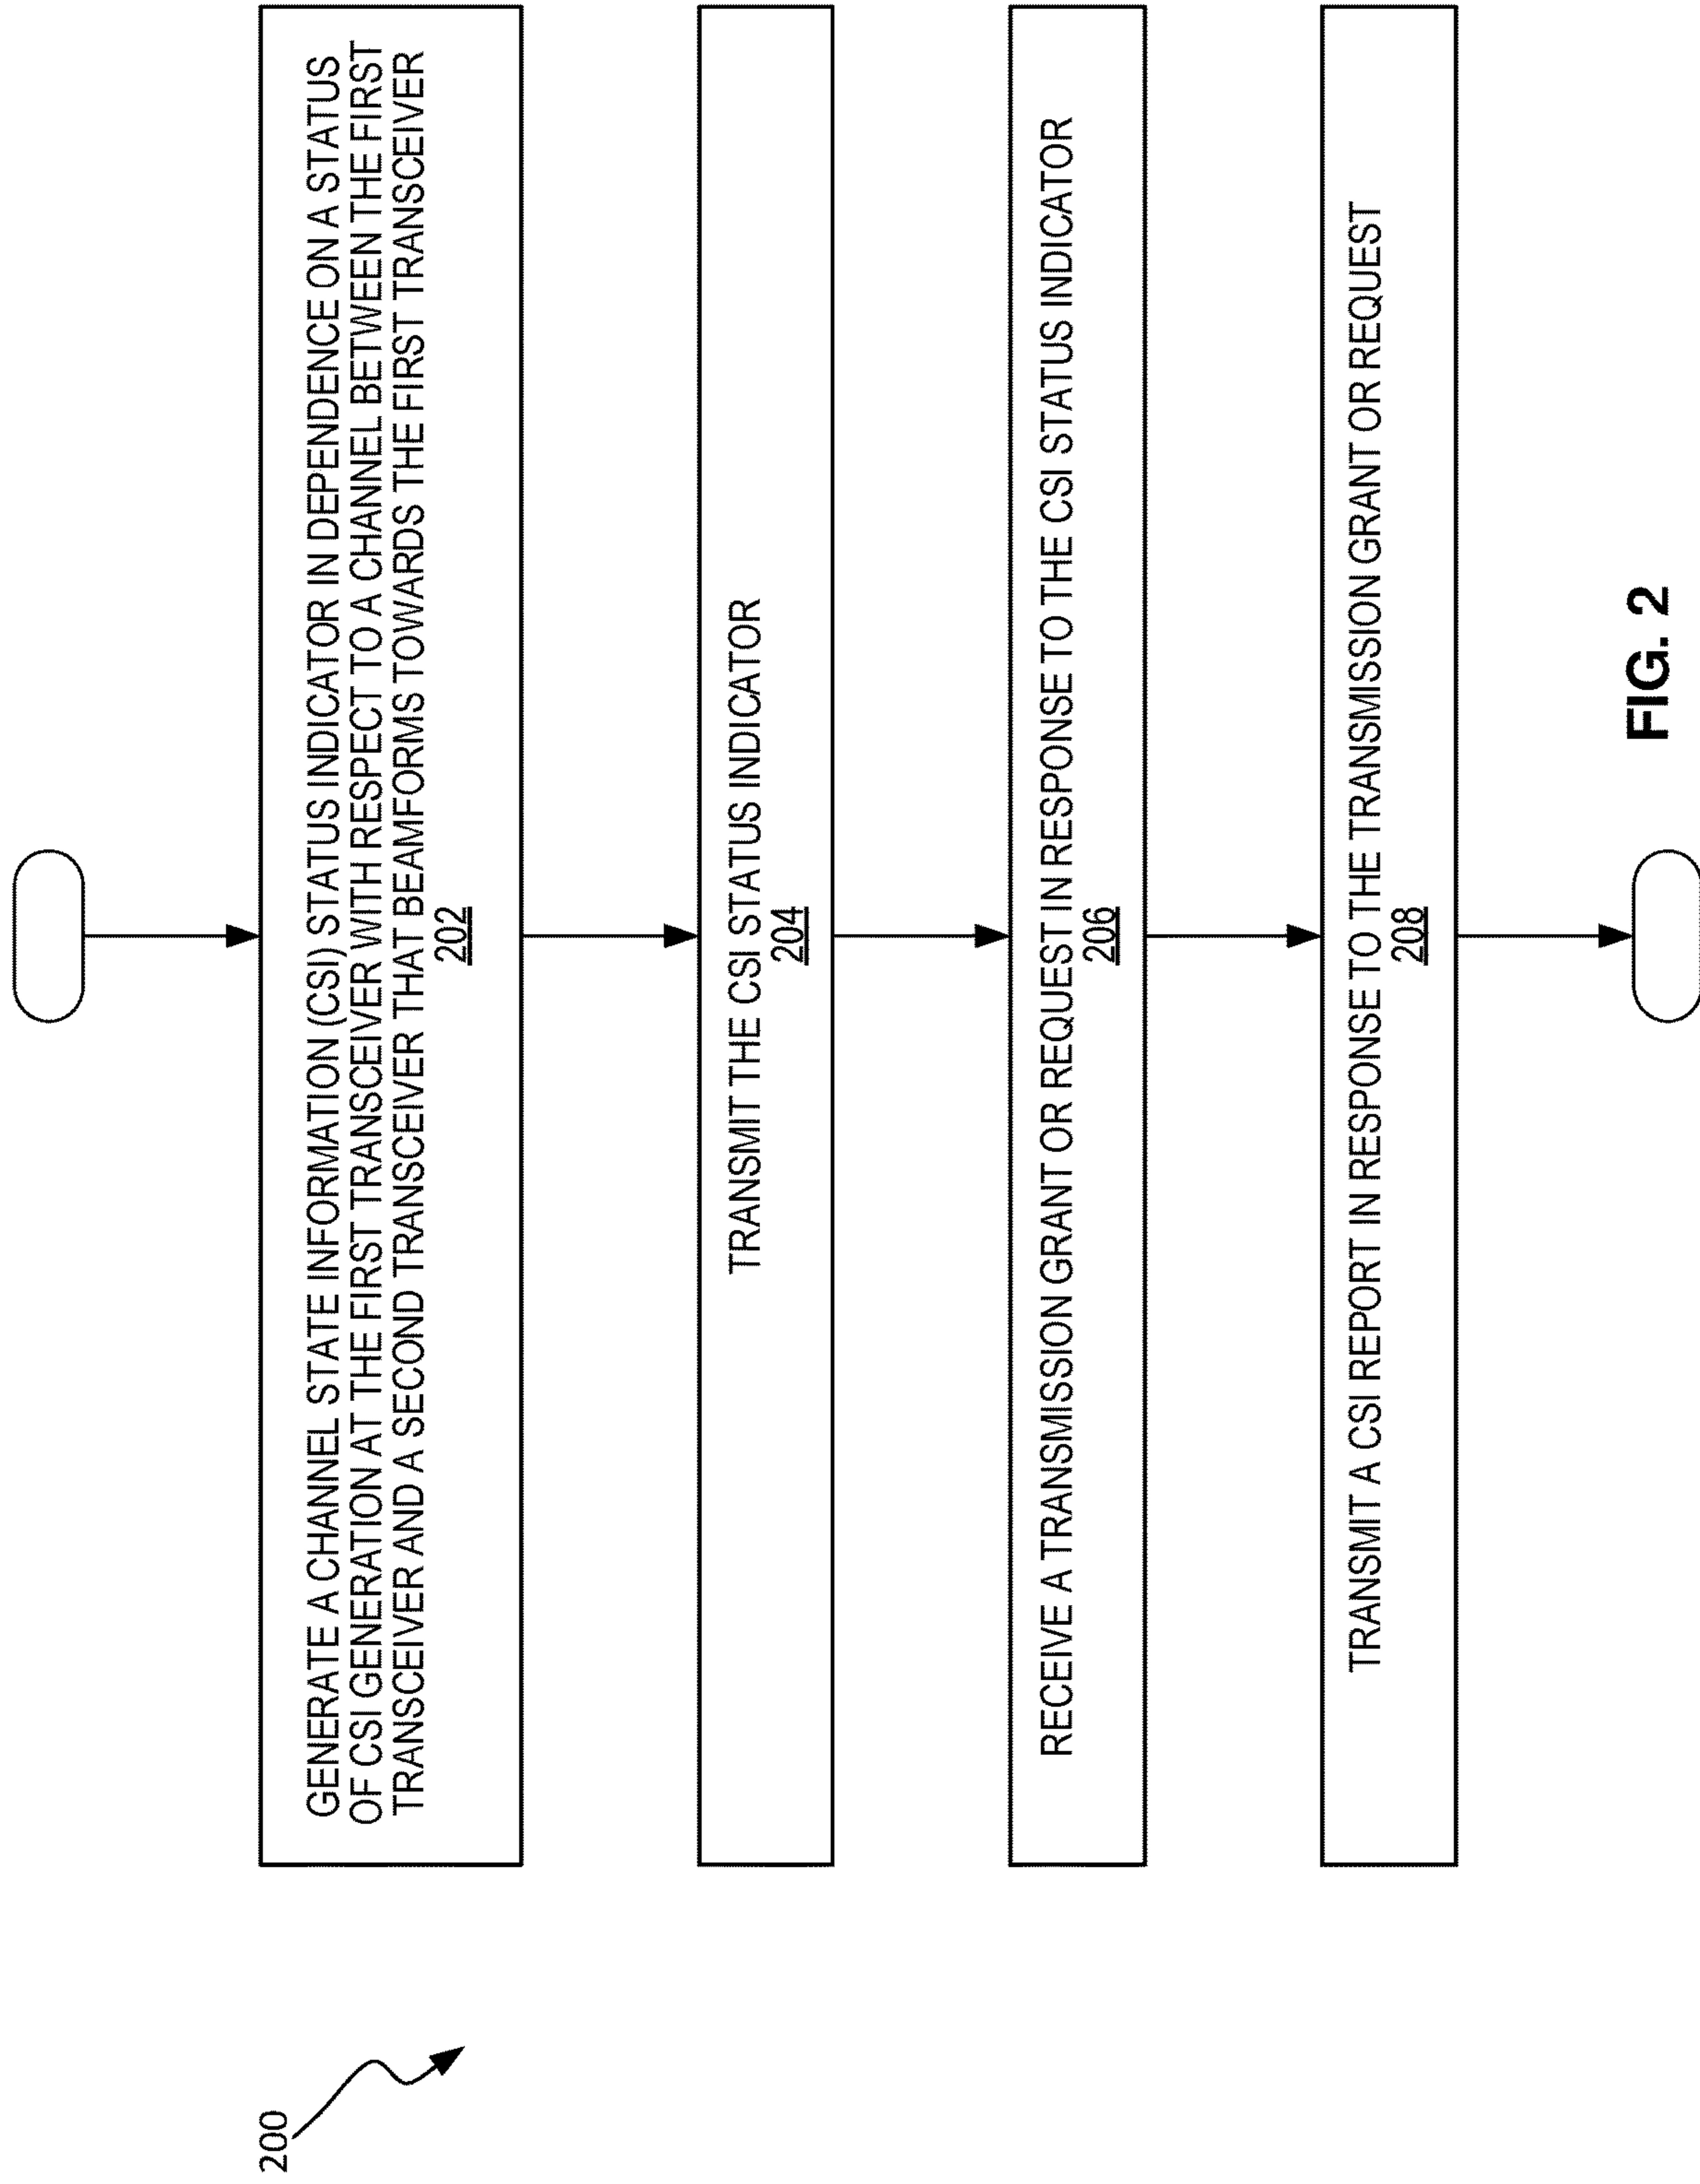 200
GENERATE A CHANNEL STATE INFORMATION (CSI) STATUS INDICATOR IN DEPENDENCE ON A STATUS
OF CSI GENERATION AT THE FIRST TRANSCEIVER WITH RESPECT TO A CHANNEL BETWEEN THE FIRST
TRANSCEIVER AND A SECOND TRANSCEIVER THAT BEAMFORMS TOWARDS THE FIRST TRANSCEIVER
202
TRANSMIT THE CSI STATUS INDICATOR
204
RECEIVE A TRANSMISSION GRANT OR REQUEST IN RESPONSE TO THE CSI STATUS INDICATOR
206
TRANSMIT A CSI REPORT IN RESPONSE TO THE TRANSMISSION GRANT OR REQUEST
208
FIG. 2